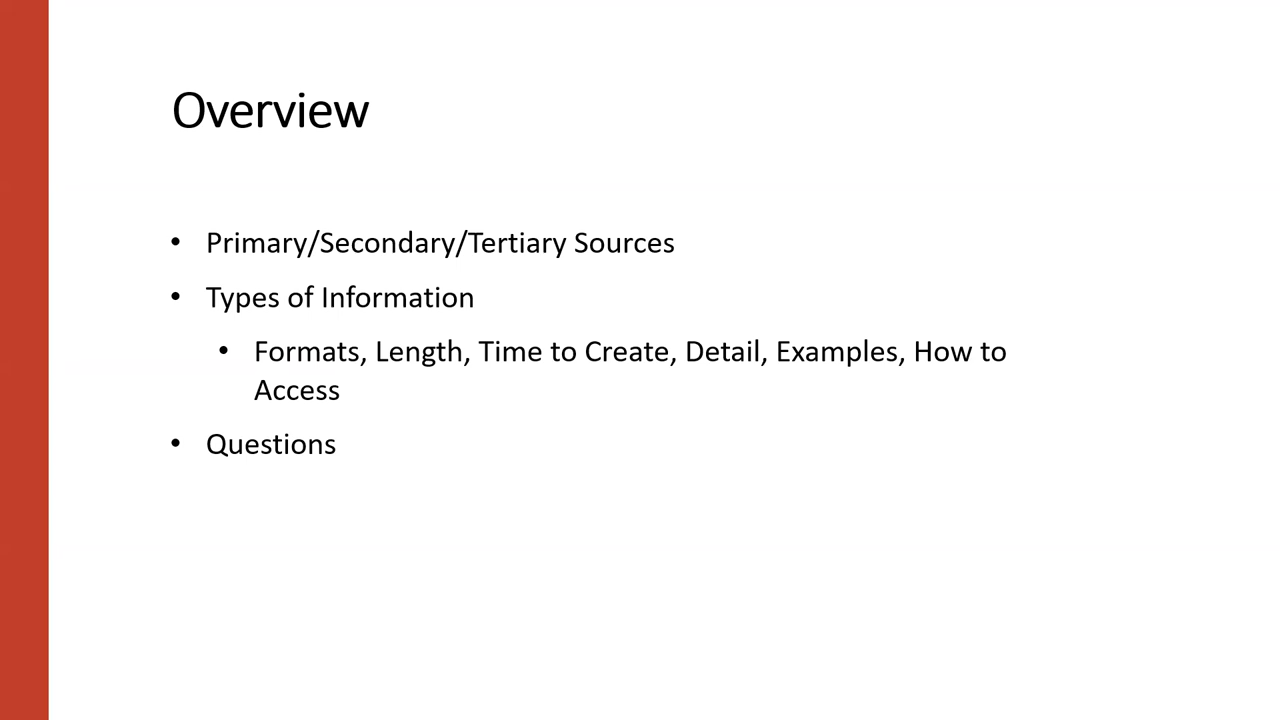 Overview
• Primary/Secondary/Tertiary Sources
• Types of Information
• Formats, Length, Time to Create, Detail, Examples, How to
Access
• Questions